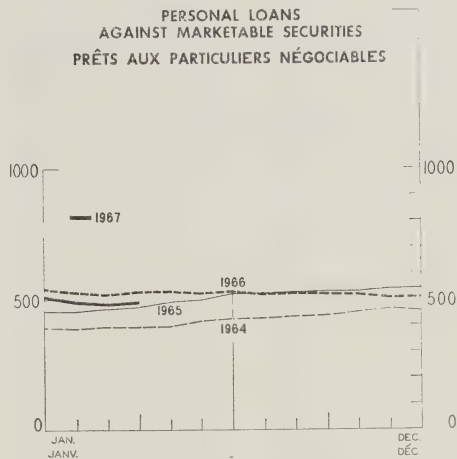 PERSONAL LOANS
AGAINST MARKETABLE SECURITIES
PRÊTS AUX PARTICULIERS NÉGOCIABLES
1000
1000
1967
1966
500
500
1965
1964
0
0
JAN.
DEC.
JANV.
DÉC